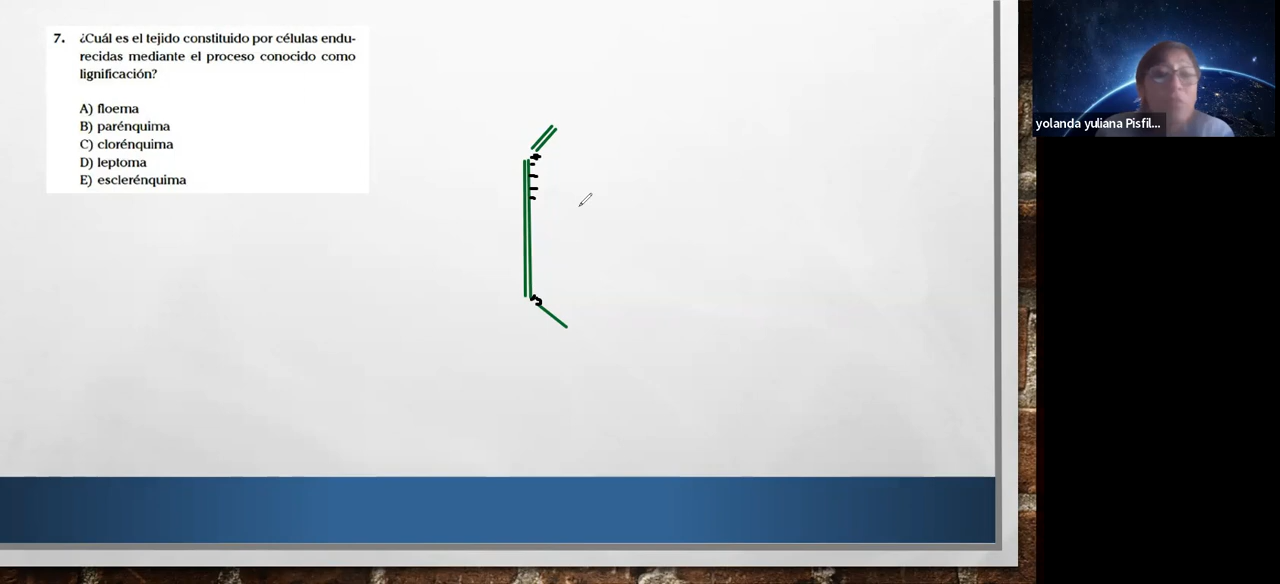 7. ¿Cuál es el tejido constituido por células endu-
recidas mediante el proceso conocido como
lignificación?
A) floema
B) parénquima
C) clorénquima
D) leptoma
E) esclerénquima
yolanda yuliana Pisfil...